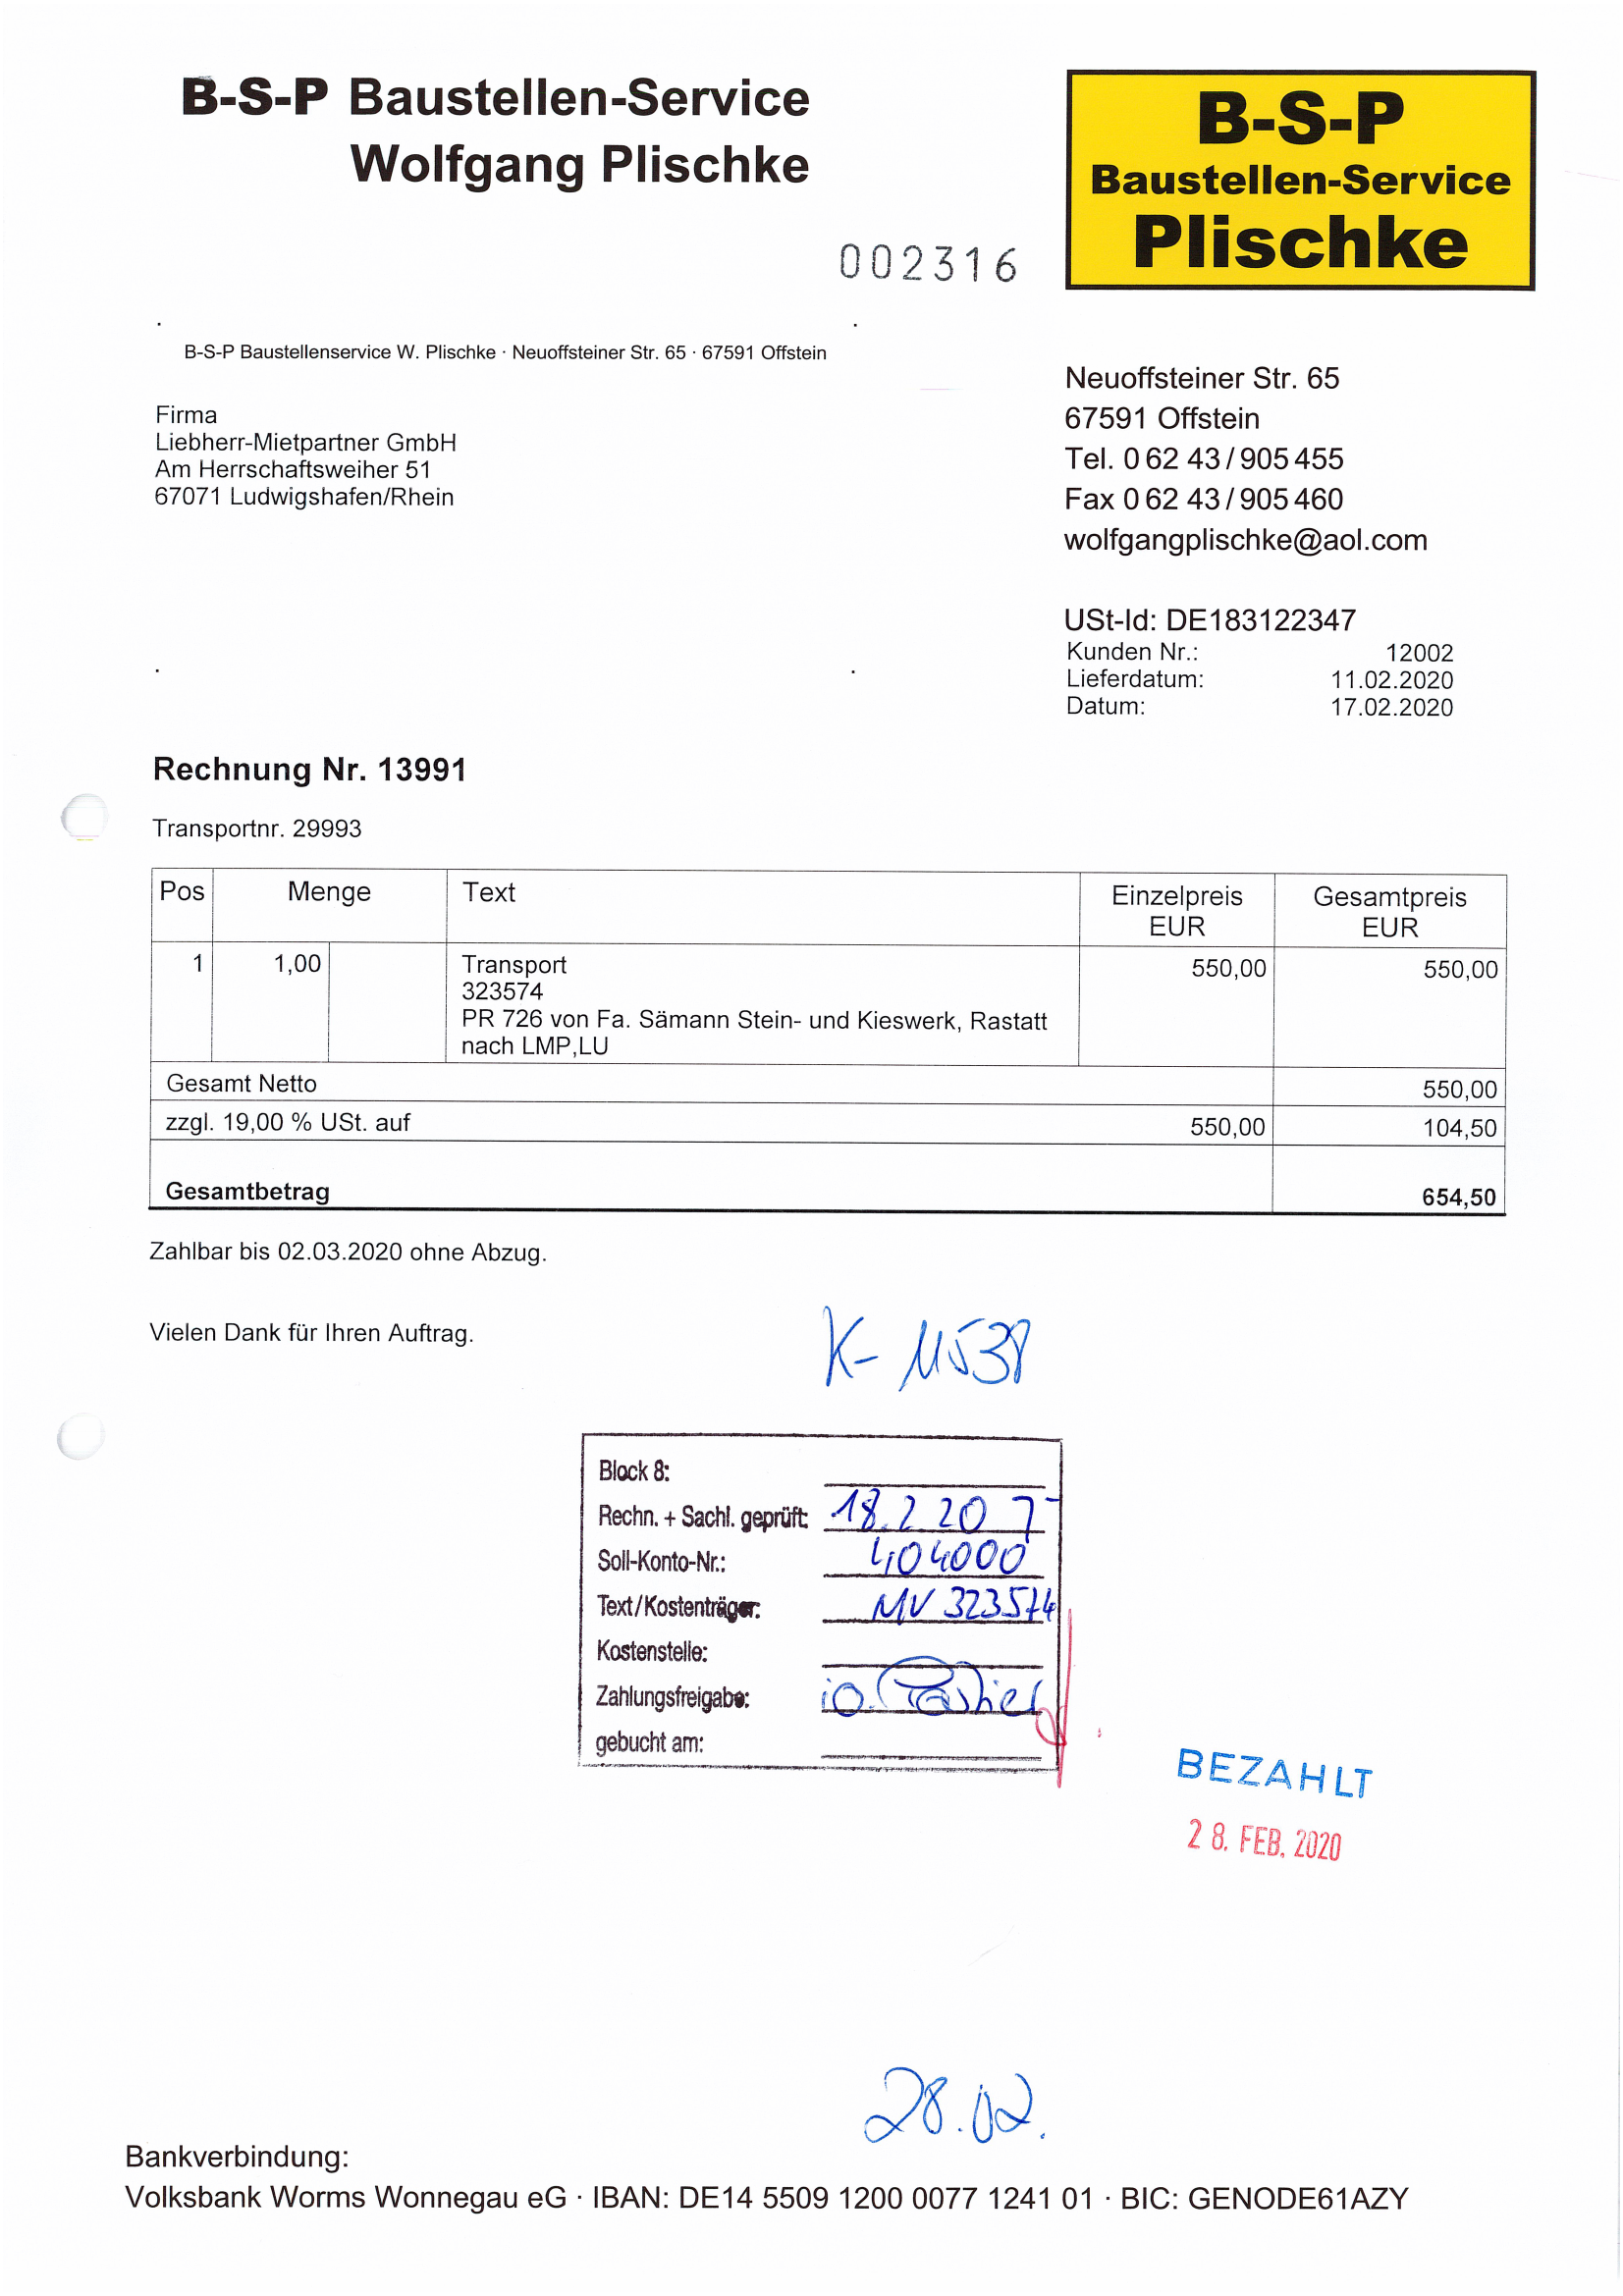 B-S-P Baustellen-Service
Wolfgang Plischke
B-S-P
Baustellen-Service
Plischke
002316
B-S-P Baustellenservice W. Plischke · Neuoffsteiner Str. 65 · 67591 Offstein
Firma
Liebherr-Mietpartner GmbH
Am Herrschaftsweiher 51
67071 Ludwigshafen/Rhein
Neuoffsteiner Str. 65
67591 Offstein
Tel. 0 62 43 / 905 455
Fax 0 62 43 / 905 460
wolfgangplischke@aol.com
USt-Id: DE183122347
Kunden Nr.: 12002
Lieferdatum: 11.02.2020
Datum: 17.02.2020
Rechnung Nr. 13991
Transportnr. 29993
Pos Menge Text Einzelpreis EUR Gesamtpreis EUR
1 1,00 Transport 550,00 550,00
323574
PR 726 von Fa. Sämann Stein- und Kieswerk, Rastatt
nach LMP,LU
Gesamt Netto 550,00
zzgl. 19,00 % USt. auf 550,00 104,50
Gesamtbetrag 654,50
Zahlbar bis 02.03.2020 ohne Abzug.
Vielen Dank für Ihren Auftrag.
K- 11538
Block 8:
Rechn. + Sachl. geprüft: 18.2.20
Soll-Konto-Nr.: 404000
Text/Kostenträger: MV 323574
Kostenstelle:
Zahlungsfreigabe:
gebucht am:
BEZAHLT
28. FEB. 2020
28.02.
Bankverbindung:
Volksbank Worms Wonnegau eG · IBAN: DE14 5509 1200 0077 1241 01 · BIC: GENODE61AZY